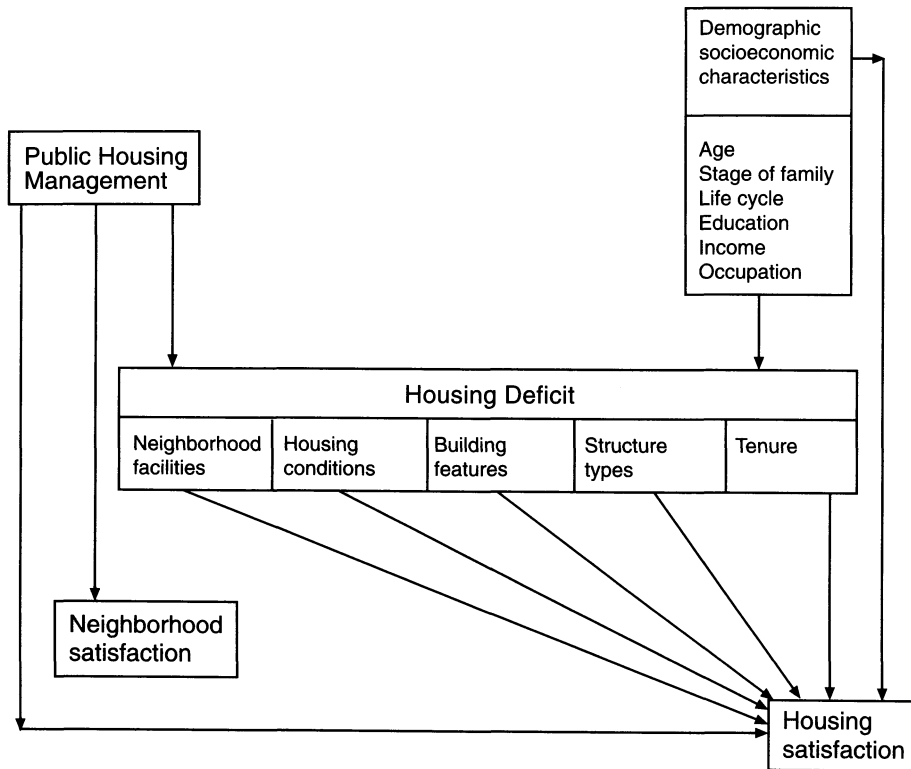 Demographic
socioeconomic
characteristics
Age
Stage of family
Life cycle
Education
Income
Occupation
Public Housing
Management
Housing Deficit
Neighborhood
facilities
Housing
conditions
Building
features
Structure
types
Tenure
Neighborhood
satisfaction
Housing
satisfaction